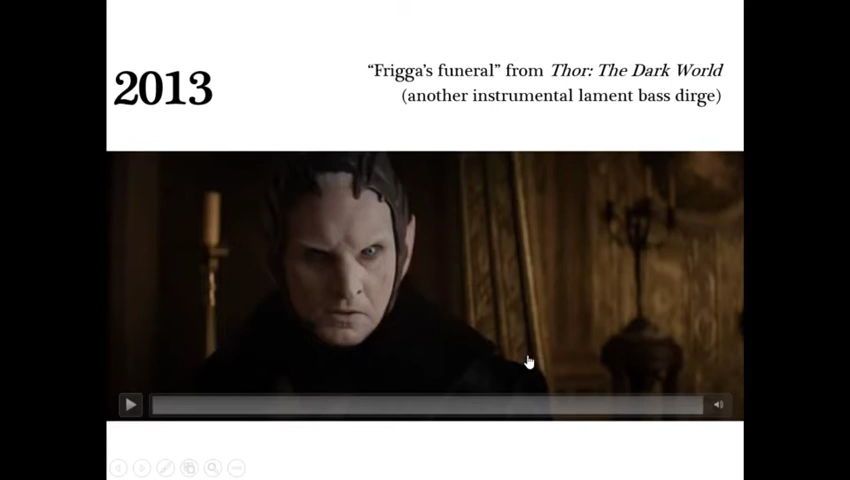 2013
“Frigga’s funeral” from Thor: The Dark World
(another instrumental lament bass dirge)